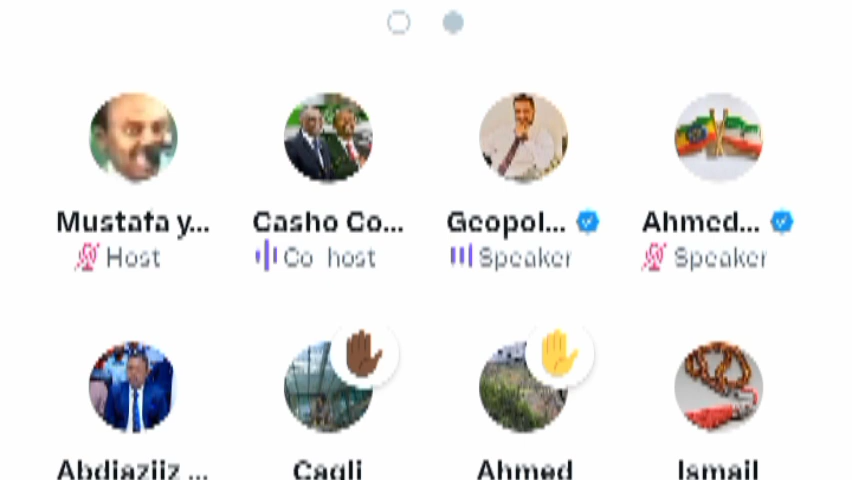 Mustafa y... Casho Co... Geopol... Ahmed...
Host Co-host Speaker Speaker
Abdiaziiz ... Cagli Ahmed Ismail